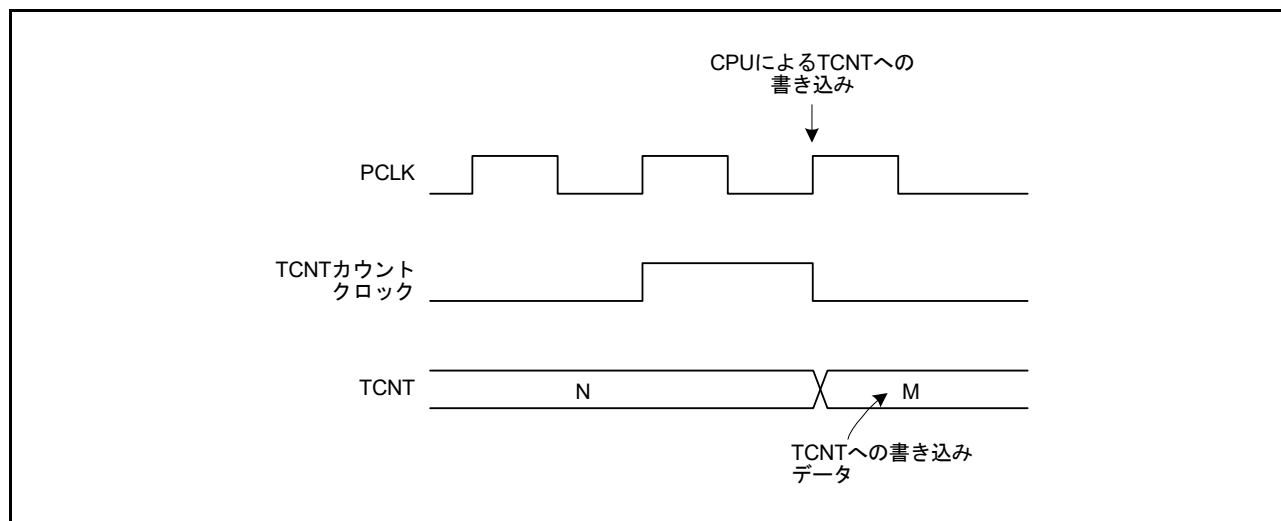 CPUによるTCNTへの
書き込み
PCLK
TCNTカウント
クロック
TCNT
N
M
TCNTへの書き込み
データ